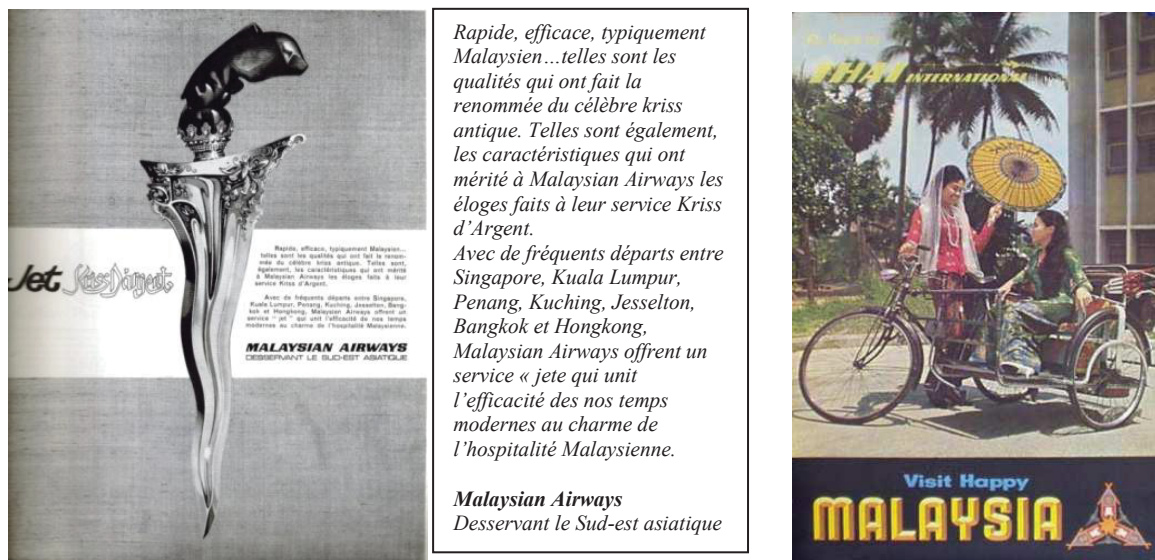 Jet Kriss d'Argent
Rapide, efficace, typiquement Malaysien...
telles sont les qualités qui ont fait la renom-
mée du célèbre kriss antique. Telles sont,
également, les caractéristiques qui ont mérité
à Malaysian Airways les éloges faits à leur
service Kriss d'Argent.
Avec de fréquents départs entre Singapore,
Kuala Lumpur, Penang, Kuching, Jesselton, Bang-
kok et Hongkong, Malaysian Airways offrent un
service "jet" qui unit l'efficacité de nos temps
modernes au charme de l'hospitalité Malaysienne.
MALAYSIAN AIRWAYS
DESSERVANT LE SUD-EST ASIATIQUE
Rapide, efficace, typiquement
Malaysien…telles sont les
qualités qui ont fait la
renommée du célèbre kriss
antique. Telles sont également,
les caractéristiques qui ont
mérité à Malaysian Airways les
éloges faits à leur service Kriss
d'Argent.
Avec de fréquents départs entre
Singapore, Kuala Lumpur,
Penang, Kuching, Jesselton,
Bangkok et Hongkong,
Malaysian Airways offrent un
service « jete qui unit
l'efficacité des nos temps
modernes au charme de
l'hospitalité Malaysienne.
Malaysian Airways
Desservant le Sud-est asiatique
THAI INTERNATIONAL
Visit Happy
MALAYSIA